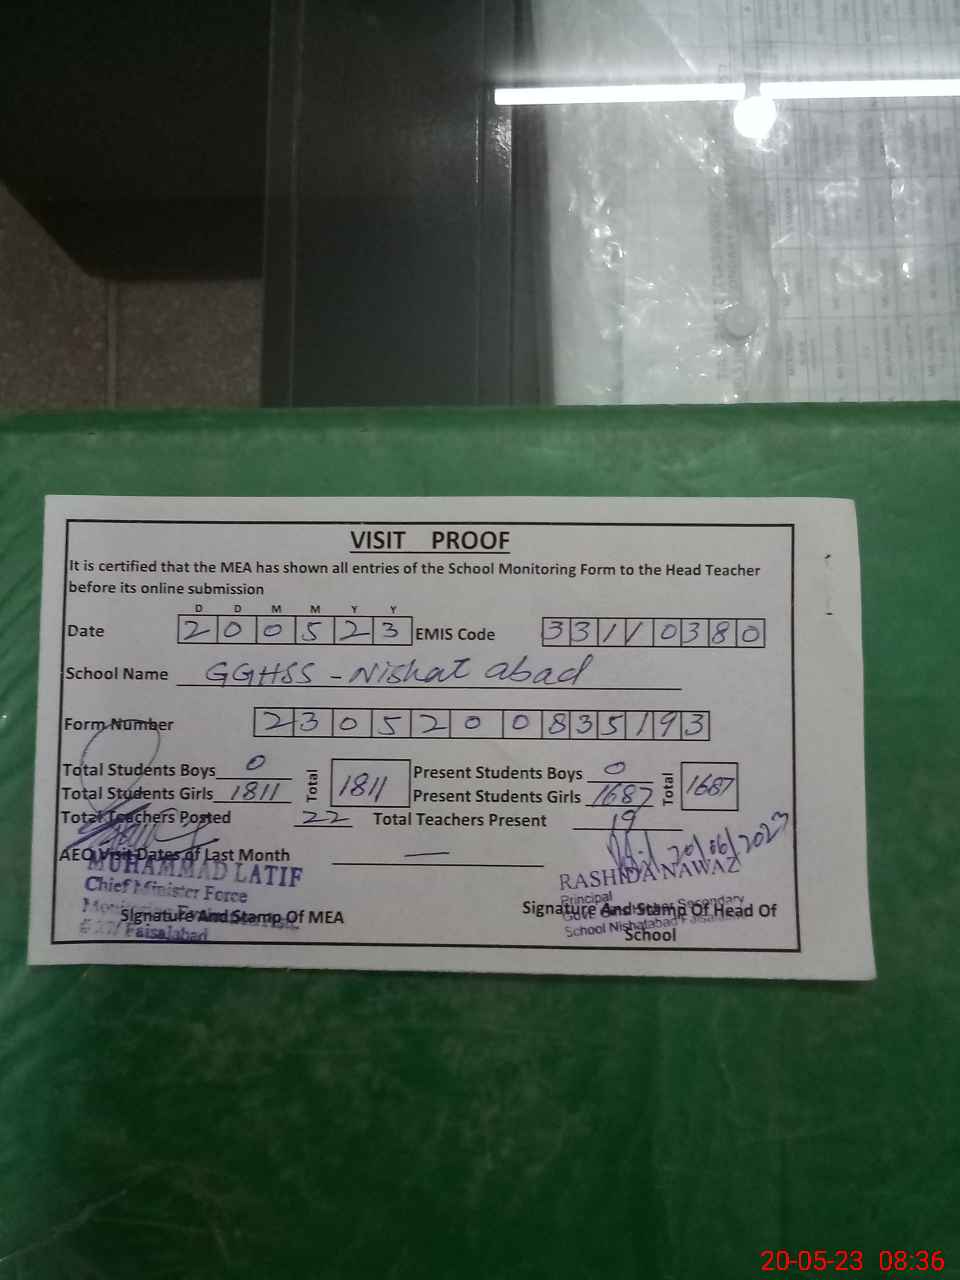 VISIT PROOF
It is certified that the MEA has shown all entries of the School Monitoring Form to the Head Teacher
before its online submission
D D M M Y Y
Date 2 0 0 5 2 3 EMIS Code 3 3 1 1 0 3 8 0
School Name GGHSS - Nishat abad
Form Number 2 3 0 5 2 0 0 8 3 5 1 9 3
Total Students Boys 0 Total 1811 Present Students Boys 0 Total 1687
Total Students Girls 1811 Present Students Girls 1687
Total Teachers Posted 22 Total Teachers Present 19
20/06/2023
AEO Visit Dates of Last Month —
MUHAMMAD LATIF
Chief Minister Force
Signature And Stamp Of MEA
Faisalabad
RASHIDA NAWAZ
Principal
Secondary
Signature And Stamp Of Head Of
School Nishatabad
School
20-05-23 08:36